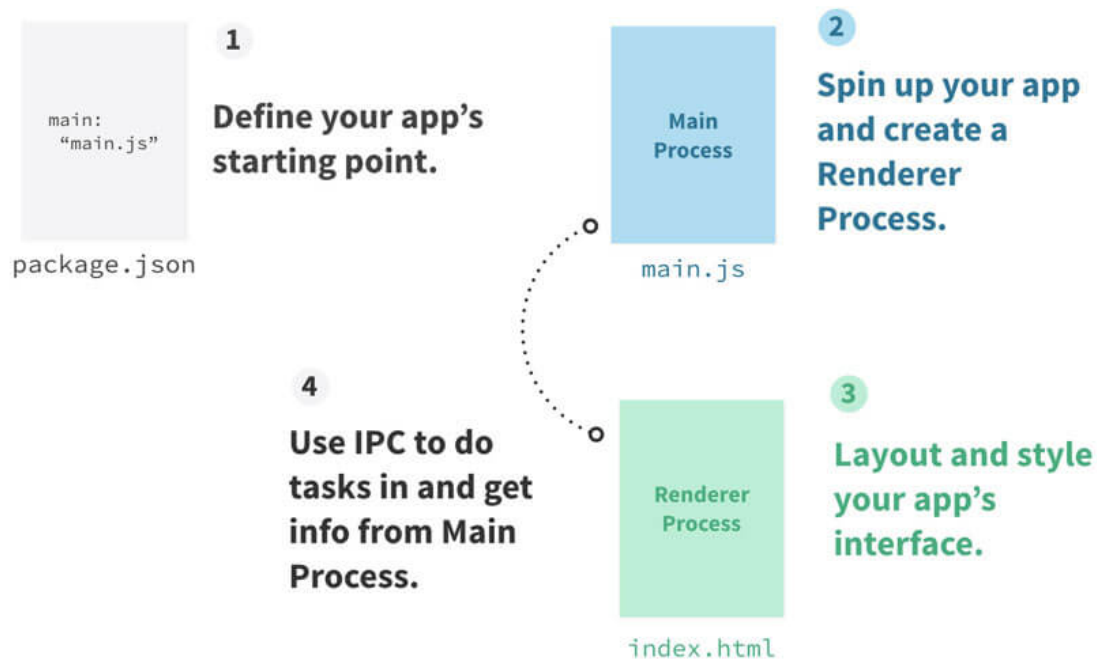 1
Define your app’s
starting point.
main:
“main.js”
package.json
2
Spin up your app
and create a
Renderer
Process.
Main
Process
main.js
3
Layout and style
your app’s
interface.
Renderer
Process
index.html
4
Use IPC to do
tasks in and get
info from Main
Process.